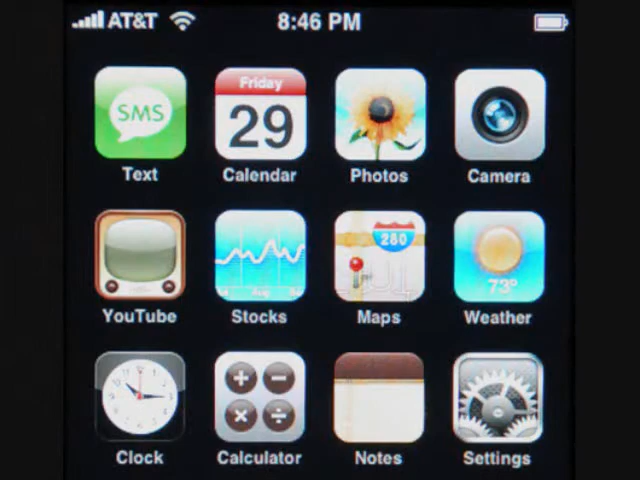 AT&T 8:46 PM
Friday
SMS 29
Text Calendar Photos Camera
280
73°
YouTube Stocks Maps Weather
Clock Calculator Notes Settings